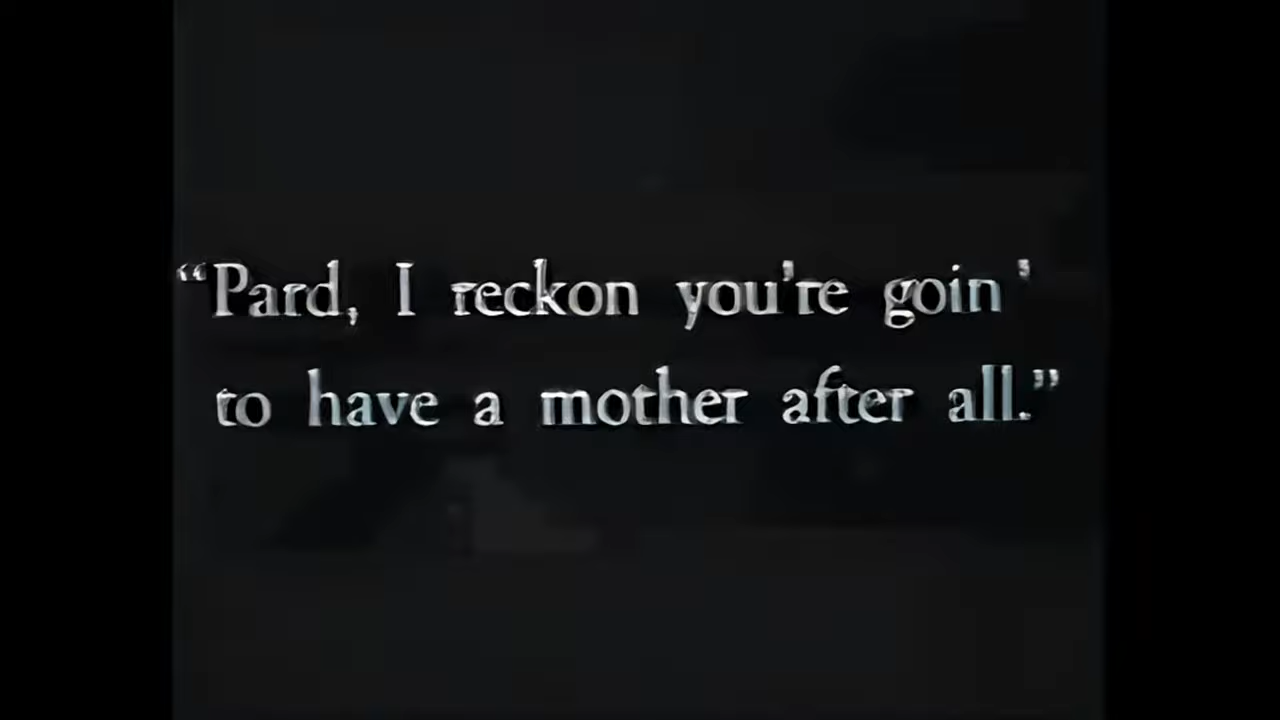 “Pard, I reckon you're goin'
to have a mother after all.”